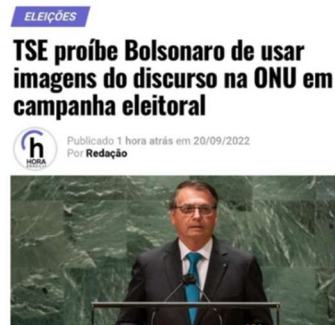 ELEIÇÕES
TSE proíbe Bolsonaro de usar
imagens do discurso na ONU em
campanha eleitoral
Publicado 1 hora atrás em 20/09/2022
Por Redação
h
HORA